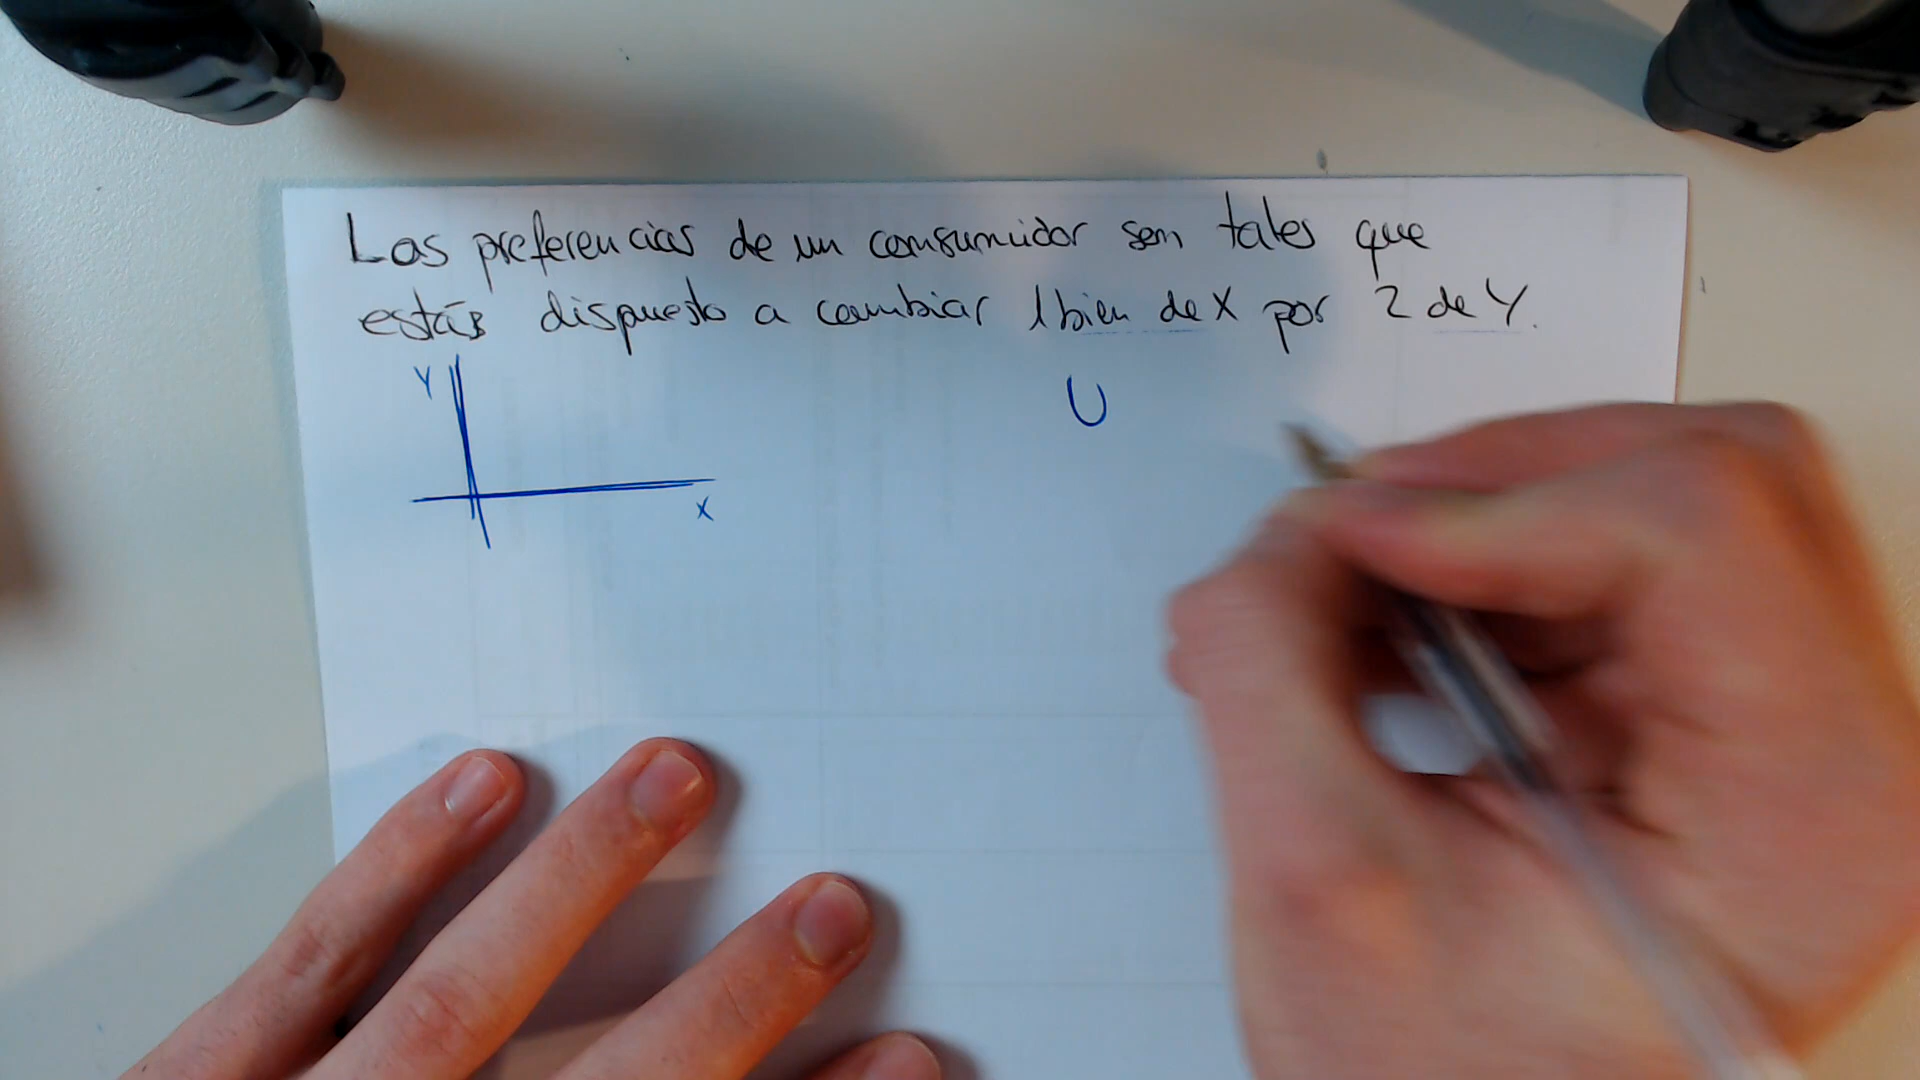 Las preferencias de un consumidor son tales que
estás dispuesto a cambiar 1 bien de X por 2 de Y.
Y
U
X